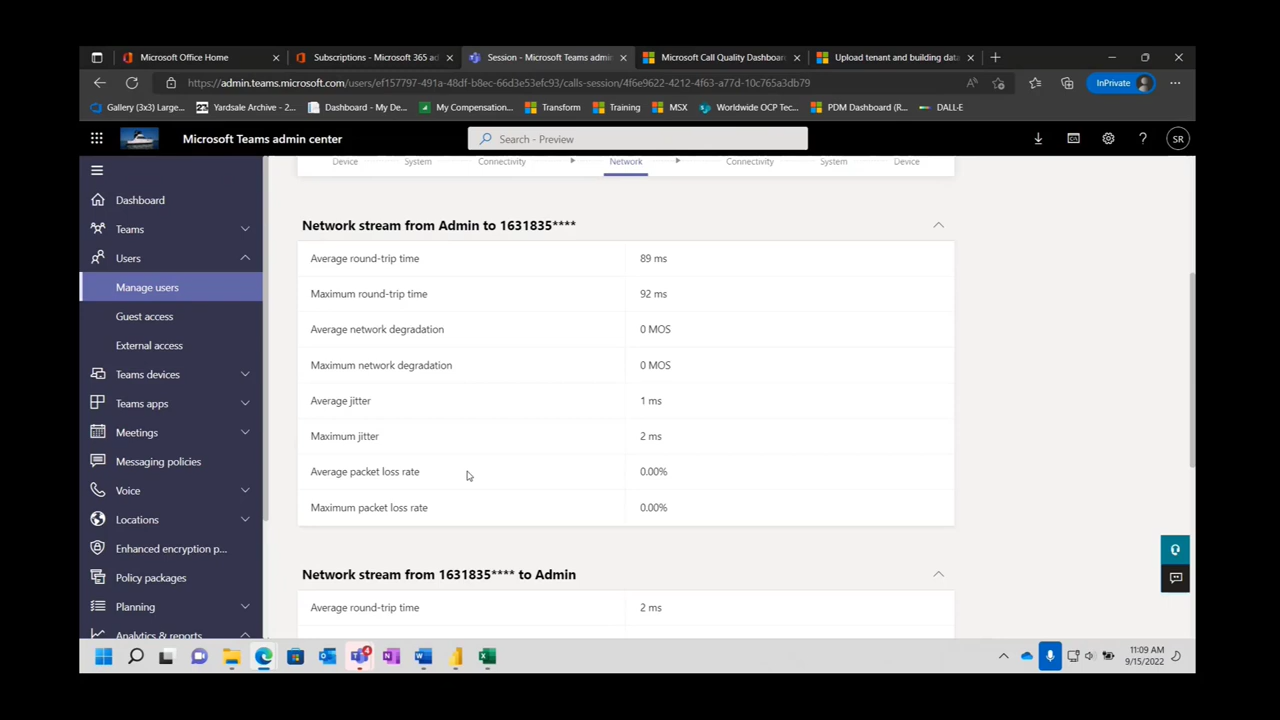 Microsoft Office Home
Subscriptions - Microsoft 365 ad
Session - Microsoft Teams admin
Microsoft Call Quality Dashboard
Upload tenant and building data
https://admin.teams.microsoft.com/users/ef157797-491a-48df-b8ec-66d3e53efc93/calls-session/4f6e9622-4212-4f63-a77d-10c765a3db79
InPrivate
Gallery (3x3) Large...
Yardsale Archive - 2...
Dashboard - My De...
My Compensation...
Transform
Training
MSX
Worldwide OCP Tec...
PDM Dashboard (R...
DALL-E
Microsoft Teams admin center
Search - Preview
SR
Device
System
Connectivity
Network
Connectivity
System
Device
Dashboard
Teams
Users
Manage users
Guest access
External access
Teams devices
Teams apps
Meetings
Messaging policies
Voice
Locations
Enhanced encryption p...
Policy packages
Planning
Analytics & reports
Network stream from Admin to 1631835****
Average round-trip time 89 ms
Maximum round-trip time 92 ms
Average network degradation 0 MOS
Maximum network degradation 0 MOS
Average jitter 1 ms
Maximum jitter 2 ms
Average packet loss rate 0.00%
Maximum packet loss rate 0.00%
Network stream from 1631835**** to Admin
Average round-trip time 2 ms
11:09 AM
9/15/2022